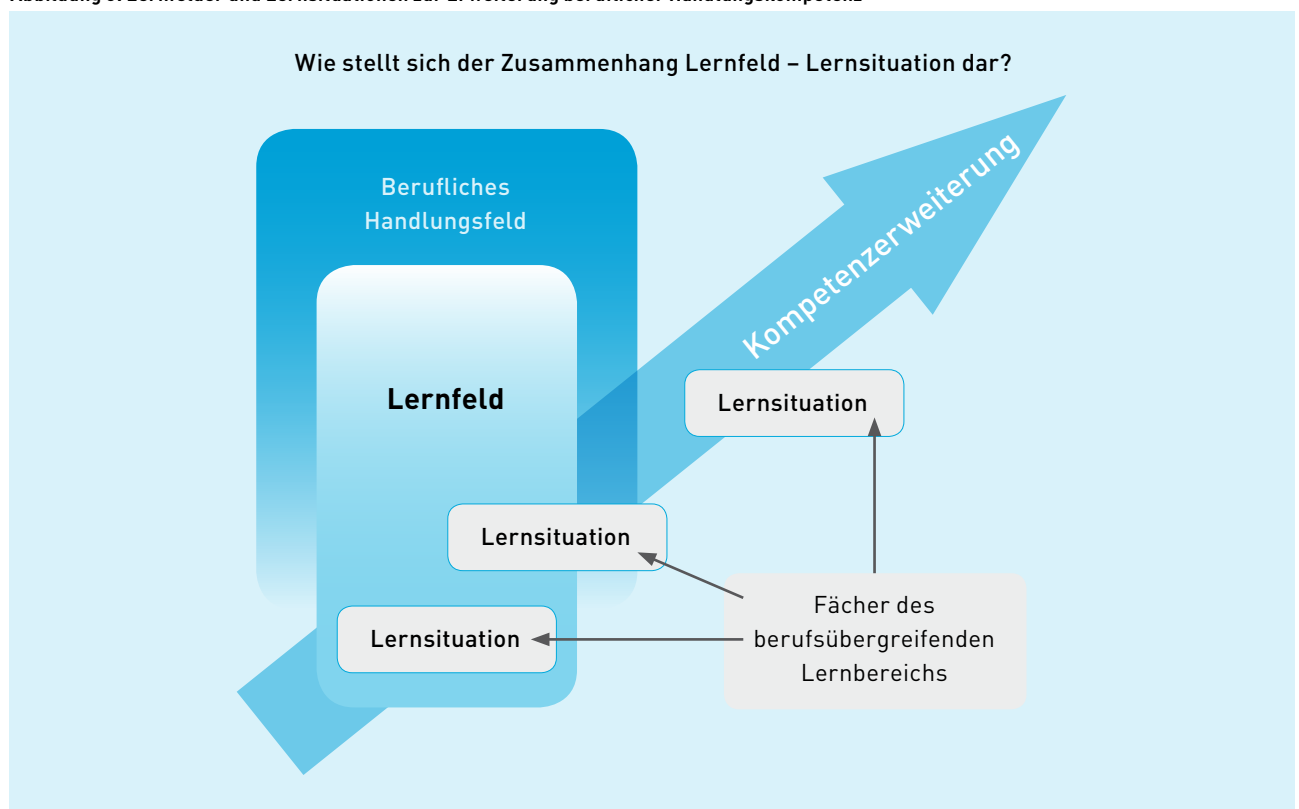 Wie stellt sich der Zusammenhang Lernfeld – Lernsituation dar?
Berufliches
Handlungsfeld
Kompetenzerweiterung
Lernfeld
Lernsituation
Lernsituation
Lernsituation
Fächer des
berufsübergreifenden
Lernbereichs